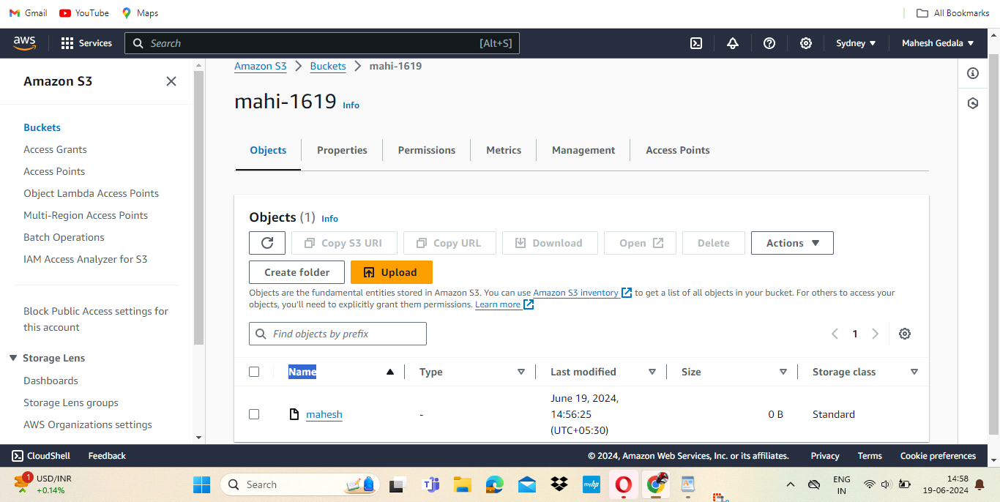 Gmail YouTube Maps All Bookmarks
aws Services Search [Alt+S] Sydney Mahesh Gedala
Amazon S3
Buckets
Access Grants
Access Points
Object Lambda Access Points
Multi-Region Access Points
Batch Operations
IAM Access Analyzer for S3
Block Public Access settings for
this account
Storage Lens
Dashboards
Storage Lens groups
AWS Organizations settings
Amazon S3 Buckets mahi-1619
mahi-1619 Info
Objects Properties Permissions Metrics Management Access Points
Objects (1) Info
Copy S3 URI Copy URL Download Open Delete Actions
Create folder Upload
Objects are the fundamental entities stored in Amazon S3. You can use Amazon S3 inventory to get a list of all objects in your bucket. For others to access your
objects, you'll need to explicitly grant them permissions. Learn more
Find objects by prefix 1
Name Type Last modified Size Storage class
mahesh - June 19, 2024,
14:56:25
(UTC+05:30) 0 B Standard
CloudShell Feedback © 2024, Amazon Web Services, Inc. or its affiliates. Privacy Terms Cookie preferences
1 USD/INR
+0.14%
Search
myhp
ENG
IN
14:58
19-06-2024